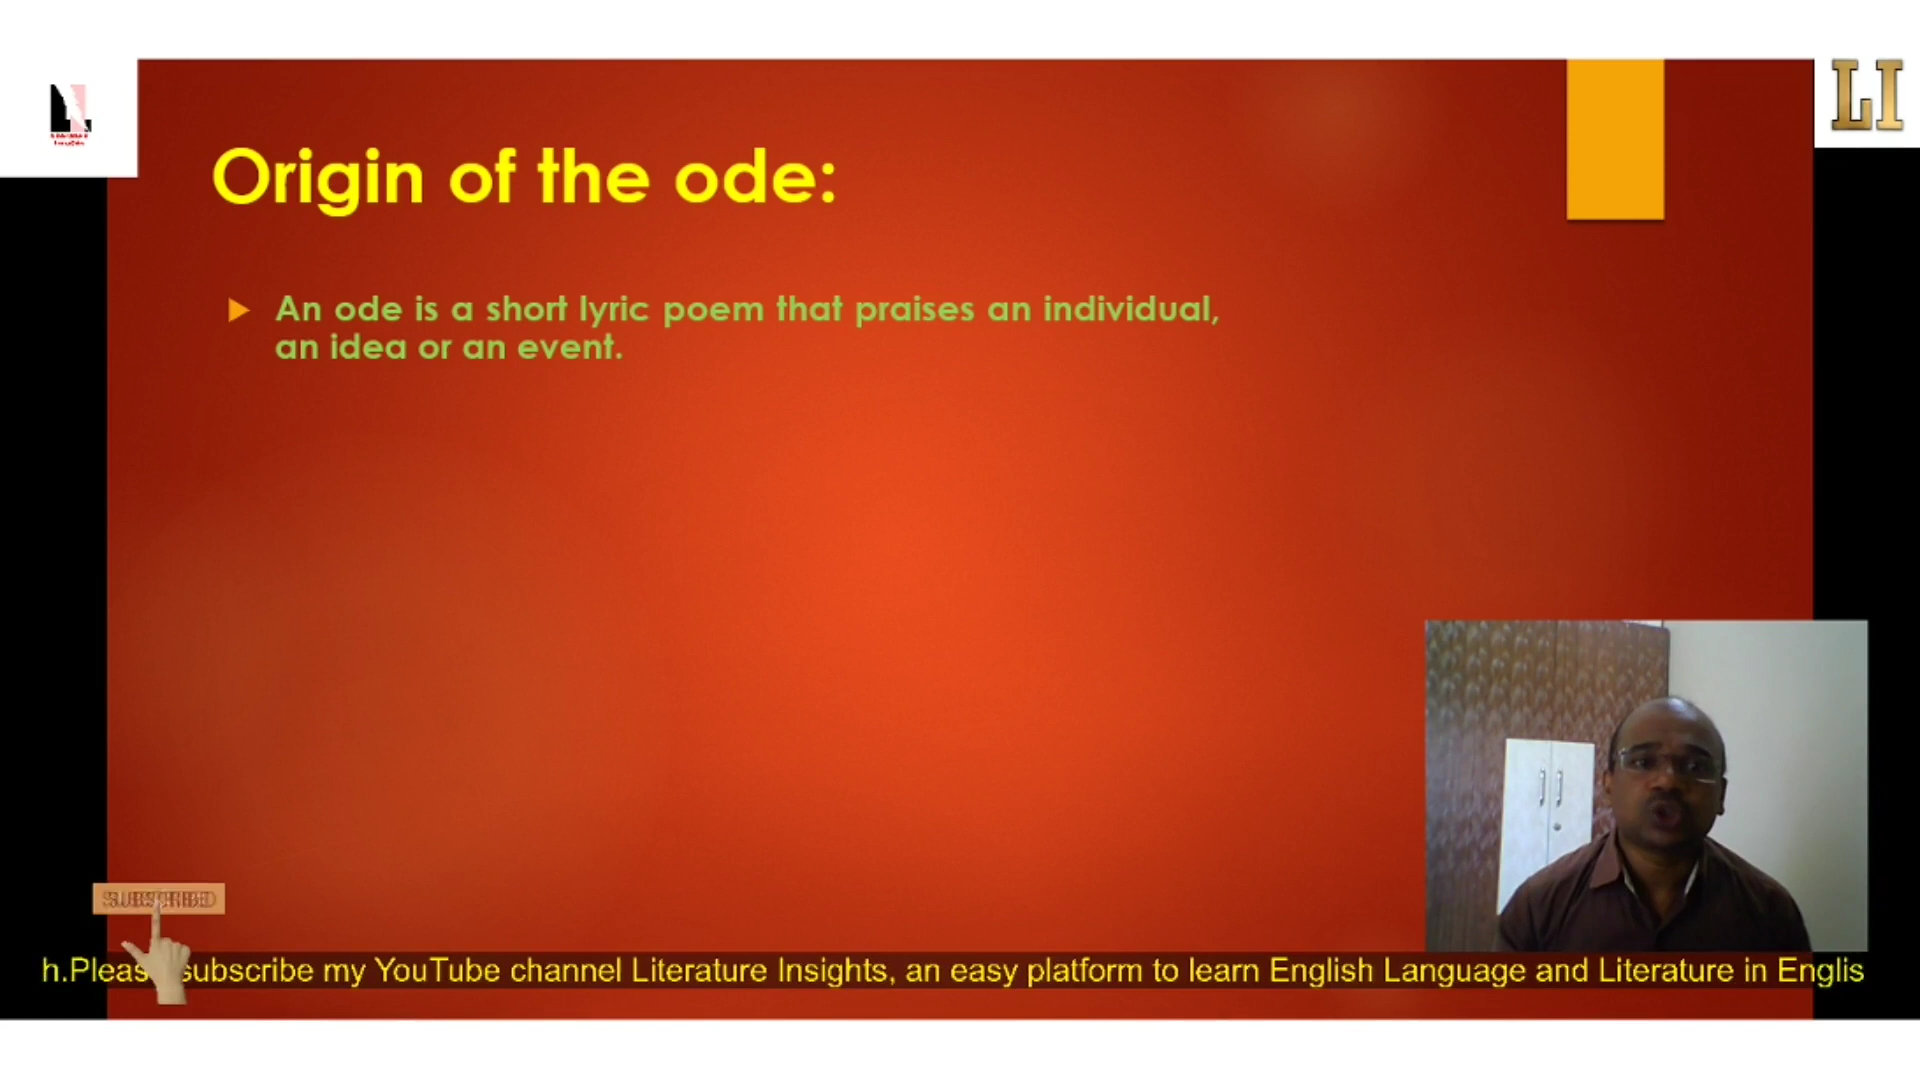 LI
Origin of the ode:
An ode is a short lyric poem that praises an individual,
an idea or an event.
h.Pleas subscribe my YouTube channel Literature Insights, an easy platform to learn English Language and Literature in Englis